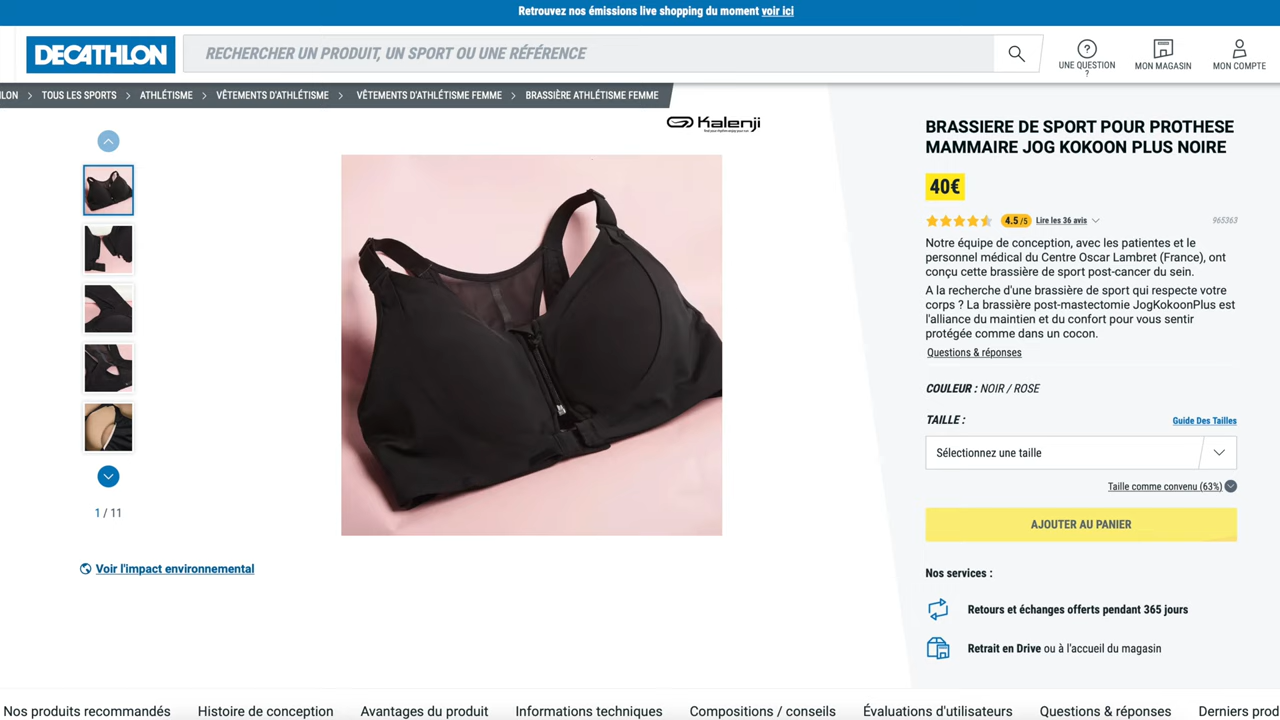 Retrouvez nos émissions live shopping du moment voir ici
DECATHLON
RECHERCHER UN PRODUIT, UN SPORT OU UNE RÉFÉRENCE
UNE QUESTION
?
MON MAGASIN
MON COMPTE
LON > TOUS LES SPORTS > ATHLÉTISME > VÊTEMENTS D'ATHLÉTISME > VÊTEMENTS D'ATHLÉTISME FEMME > BRASSIÈRE ATHLÉTISME FEMME
Kalenji
BRASSIERE DE SPORT POUR PROTHESE
MAMMAIRE JOG KOKOON PLUS NOIRE
40€
4.5 /5 Lire les 36 avis
965363
Notre équipe de conception, avec les patientes et le
personnel médical du Centre Oscar Lambret (France), ont
conçu cette brassière de sport post-cancer du sein.
A la recherche d'une brassière de sport qui respecte votre
corps ? La brassière post-mastectomie JogKokoonPlus est
l'alliance du maintien et du confort pour vous sentir
protégée comme dans un cocon.
Questions & réponses
COULEUR : NOIR / ROSE
TAILLE :
Guide Des Tailles
Sélectionnez une taille
Taille comme convenu (63%)
AJOUTER AU PANIER
1 / 11
Voir l'impact environnemental
Nos services :
Retours et échanges offerts pendant 365 jours
Retrait en Drive ou à l'accueil du magasin
Nos produits recommandés
Histoire de conception
Avantages du produit
Informations techniques
Compositions / conseils
Évaluations d'utilisateurs
Questions & réponses
Derniers prod